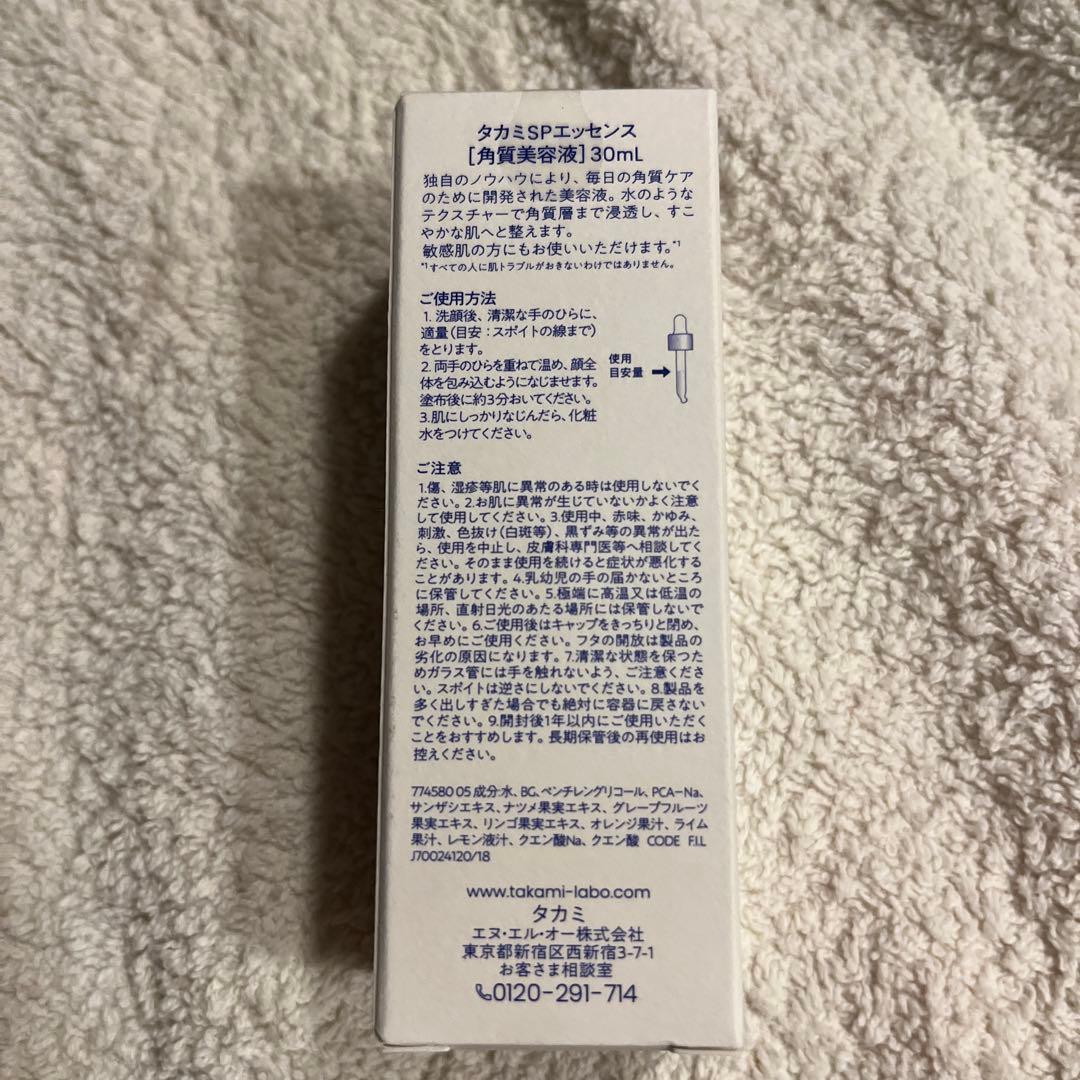 タカミSPエッセンス
[角質美容液]30mL
独自のノウハウにより、毎日の角質ケア
のために開発された美容液。水のような
テクスチャーで角質層まで浸透し、すこ
やかな肌へと整えます。
敏感肌の方にもお使いいただけます。*1
*1すべての人に肌トラブルがおきないわけではありません。
ご使用方法
1. 洗顔後、清潔な手のひらに、
適量(目安：スポイトの線まで)
をとります。
2. 両手のひらを重ねて温め、顔全
体を包み込むようになじませます。
塗布後に約3分おいてください。
3.肌にしっかりなじんだら、化粧
水をつけてください。
使用
目安量
ご注意
1.傷、湿疹等肌に異常のある時は使用しないでく
ださい。2.お肌に異常が生じていないかよく注意
して使用してください。3.使用中、赤味、かゆみ、
刺激、色抜け(白斑等)、黒ずみ等の異常が出た
ら、使用を中止し、皮膚科専門医等へ相談してく
ださい。そのまま使用を続けると症状が悪化する
ことがあります。4.乳幼児の手の届かないところ
に保管してください。5.極端に高温又は低温の
場所、直射日光のあたる場所には保管しないで
ください。6.ご使用後はキャップをきっちりと閉め、
お早めにご使用ください。フタの開放は製品の
劣化の原因になります。7.清潔な状態を保つた
めガラス管には手を触れないよう、ご注意くださ
い。スポイトは逆さにしないでください。8.製品を
多く出しすぎた場合でも絶対に容器に戻さない
でください。9.開封後1年以内にご使用いただく
ことをおすすめします。長期保管後の再使用はお
控えください。
774580 05 成分:水、BG、ペンチレングリコール、PCA-Na、
サンザシエキス、ナツメ果実エキス、グレープフルーツ
果実エキス、リンゴ果実エキス、オレンジ果汁、ライム
果汁、レモン液汁、クエン酸Na、クエン酸 CODE F.I.L
J70024120/18
www.takami-labo.com
タカミ
エヌ・エル・オー株式会社
東京都新宿区西新宿3-7-1
お客さま相談室
0120-291-714